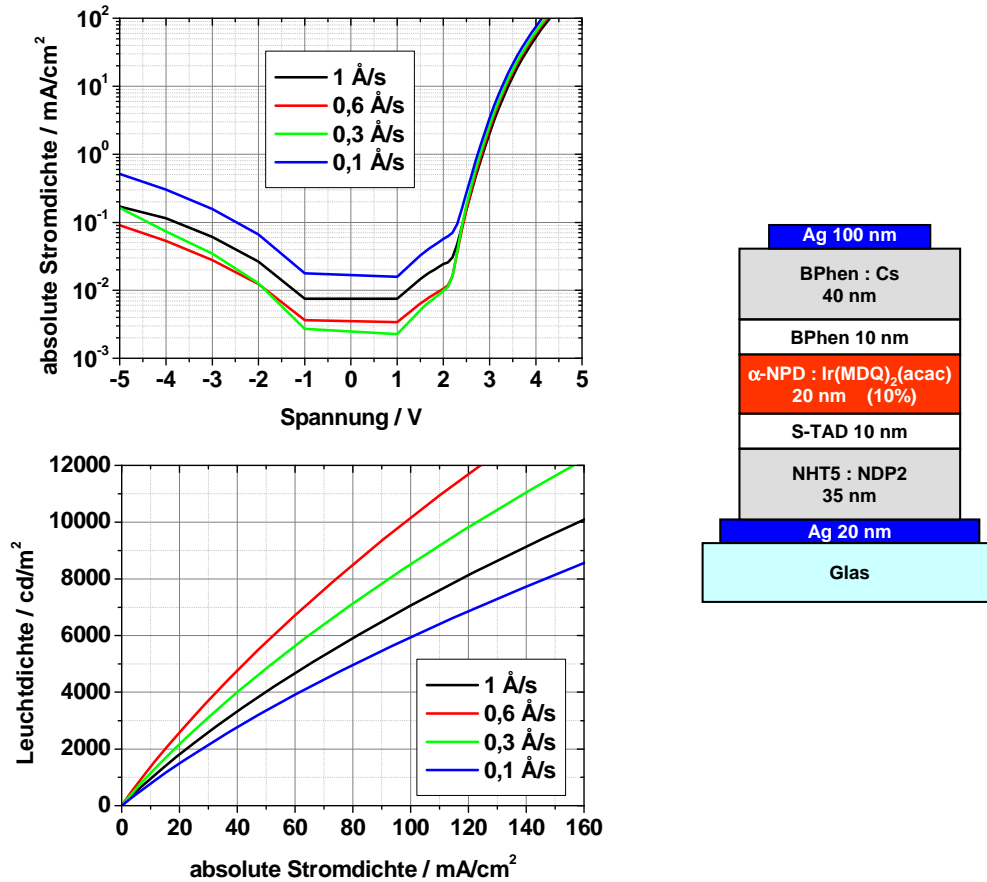 absolute Stromdichte / mA/cm²
10²
10¹
10⁰
10⁻¹
10⁻²
10⁻³
1 Å/s
0,6 Å/s
0,3 Å/s
0,1 Å/s
-5 -4 -3 -2 -1 0 1 2 3 4 5
Spannung / V
Leuchtdichte / cd/m²
12000
10000
8000
6000
4000
2000
0
1 Å/s
0,6 Å/s
0,3 Å/s
0,1 Å/s
0 20 40 60 80 100 120 140 160
absolute Stromdichte / mA/cm²
Ag 100 nm
BPhen : Cs
40 nm
BPhen 10 nm
α-NPD : Ir(MDQ)₂(acac)
20 nm (10%)
S-TAD 10 nm
NHT5 : NDP2
35 nm
Ag 20 nm
Glas